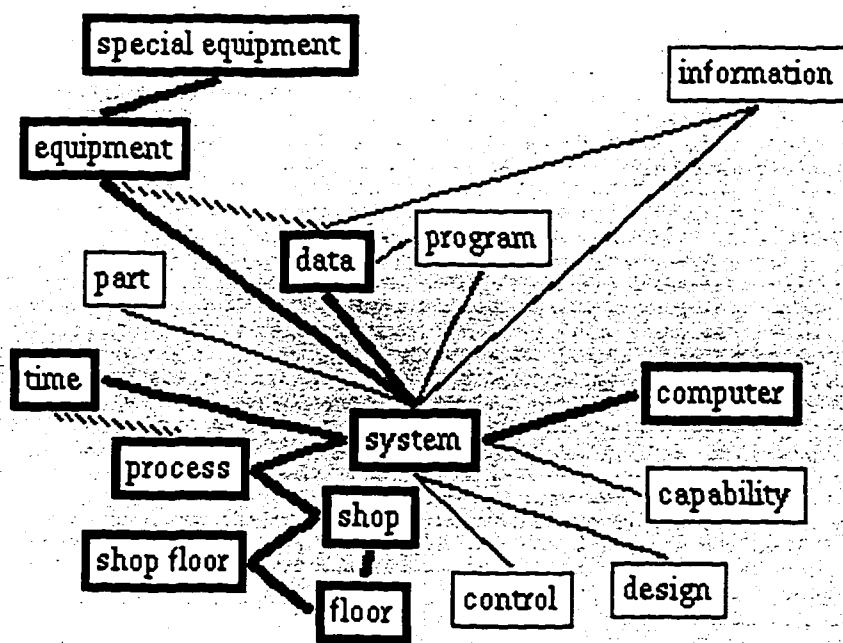 special equipment
information
equipment
program
data
part
time
computer
system
process
capability
shop
shop floor
design
control
floor